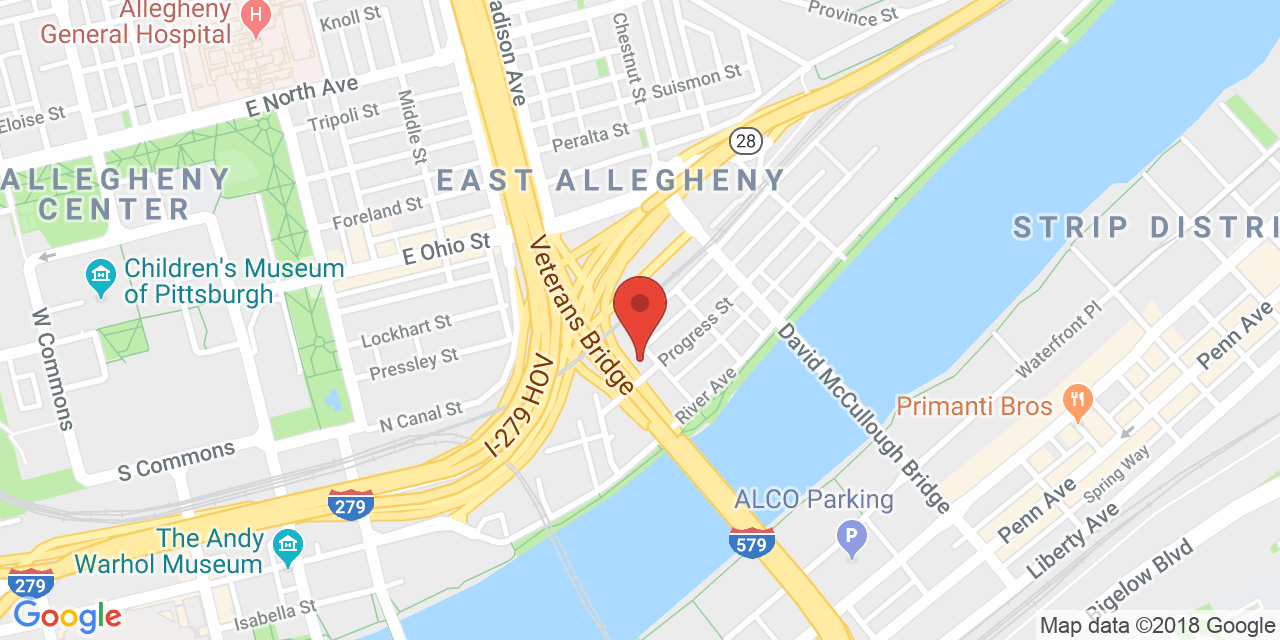 Allegheny
General Hospital
H
Knoll St
Madison Ave
Chestnut St
Province St
Suismon St
E North Ave
Eloise St
Tripoli St
Middle St
Peralta St
28
ALLEGHENY
CENTER
EAST ALLEGHENY
Foreland St
E Ohio St
STRIP DISTRI
Children's Museum
of Pittsburgh
Veterans Bridge
W Commons
Lockhart St
Pressley St
Progress St
Waterfront Pl
Penn Ave
David McCullough Bridge
I-279 HOV
River Ave
N Canal St
Primanti Bros
S Commons
Spring Way
279
ALCO Parking
P
Penn Ave
Liberty Ave
The Andy
Warhol Museum
579
Bigelow Blvd
279
Isabella St
Google
Map data ©2018 Google